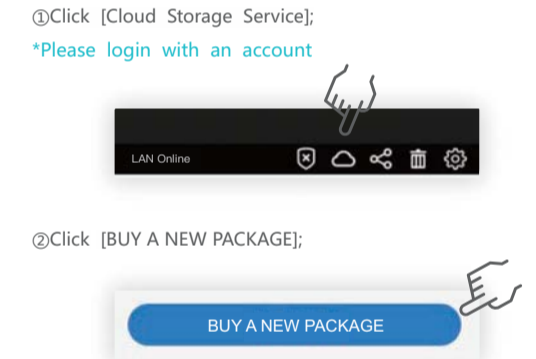 ①Click [Cloud Storage Service];
*Please login with an account
LAN Online
②Click [BUY A NEW PACKAGE];
BUY A NEW PACKAGE